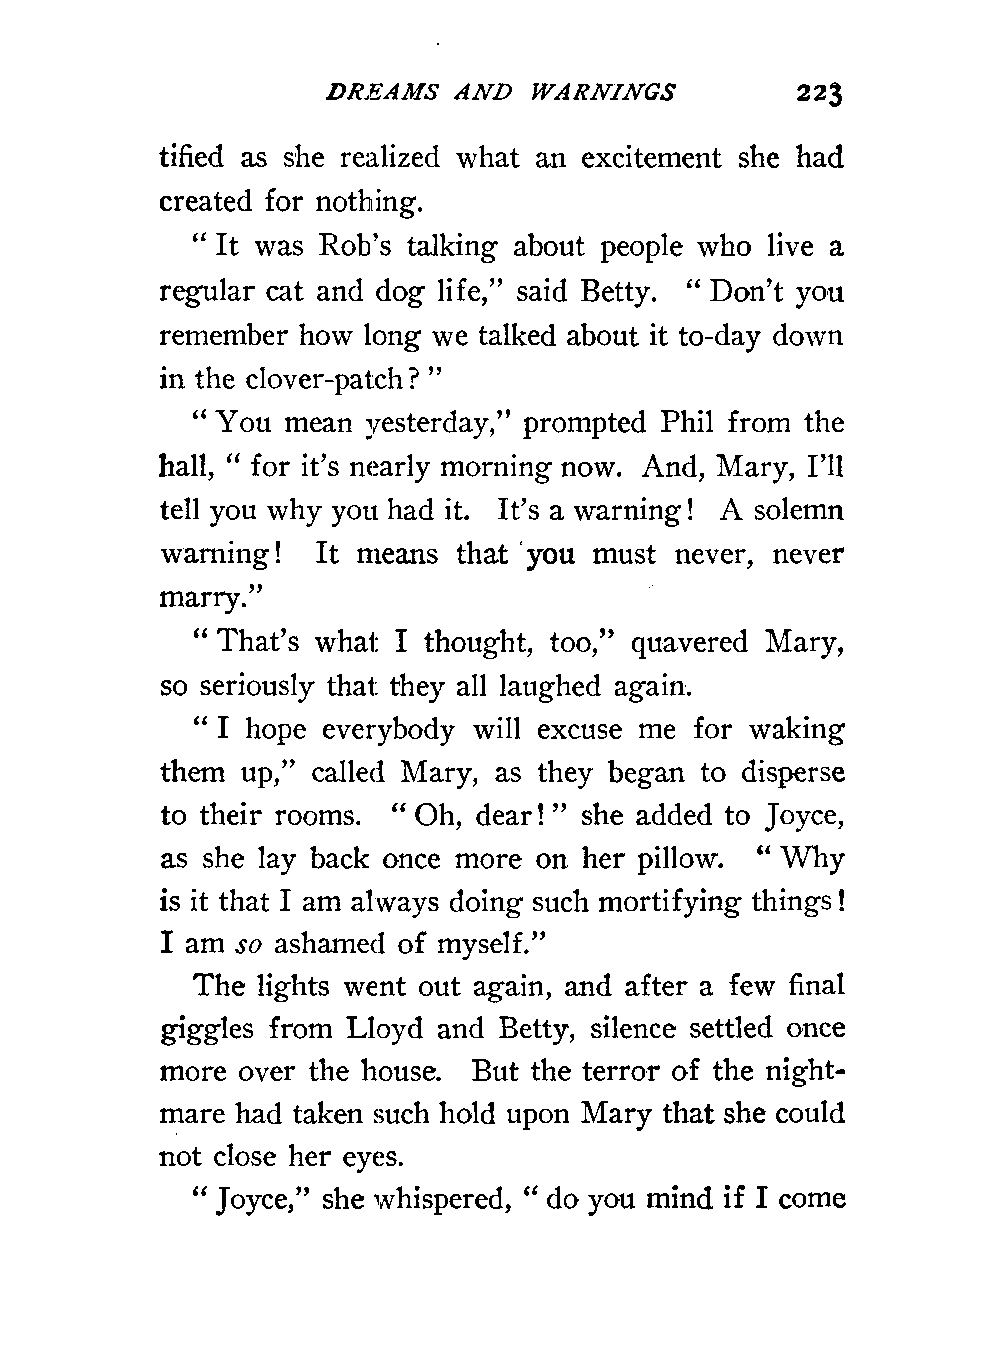 DREAMS AND WARNINGS 223
tified as she realized what an excitement she had
created for nothing.
“ It was Rob’s talking about people who live a
regular cat and dog life,” said Betty. “ Don’t you
remember how long we talked about it to-day down
in the clover-patch? ”
“ You mean yesterday,” prompted Phil from the
hall, “ for it’s nearly morning now. And, Mary, I’ll
tell you why you had it. It’s a warning! A solemn
warning! It means that you must never, never
marry.”
“ That’s what I thought, too,” quavered Mary,
so seriously that they all laughed again.
“ I hope everybody will excuse me for waking
them up,” called Mary, as they began to disperse
to their rooms. “ Oh, dear! ” she added to Joyce,
as she lay back once more on her pillow. “ Why
is it that I am always doing such mortifying things!
I am so ashamed of myself.”
The lights went out again, and after a few final
giggles from Lloyd and Betty, silence settled once
more over the house. But the terror of the night-
mare had taken such hold upon Mary that she could
not close her eyes.
“ Joyce,” she whispered, “ do you mind if I come